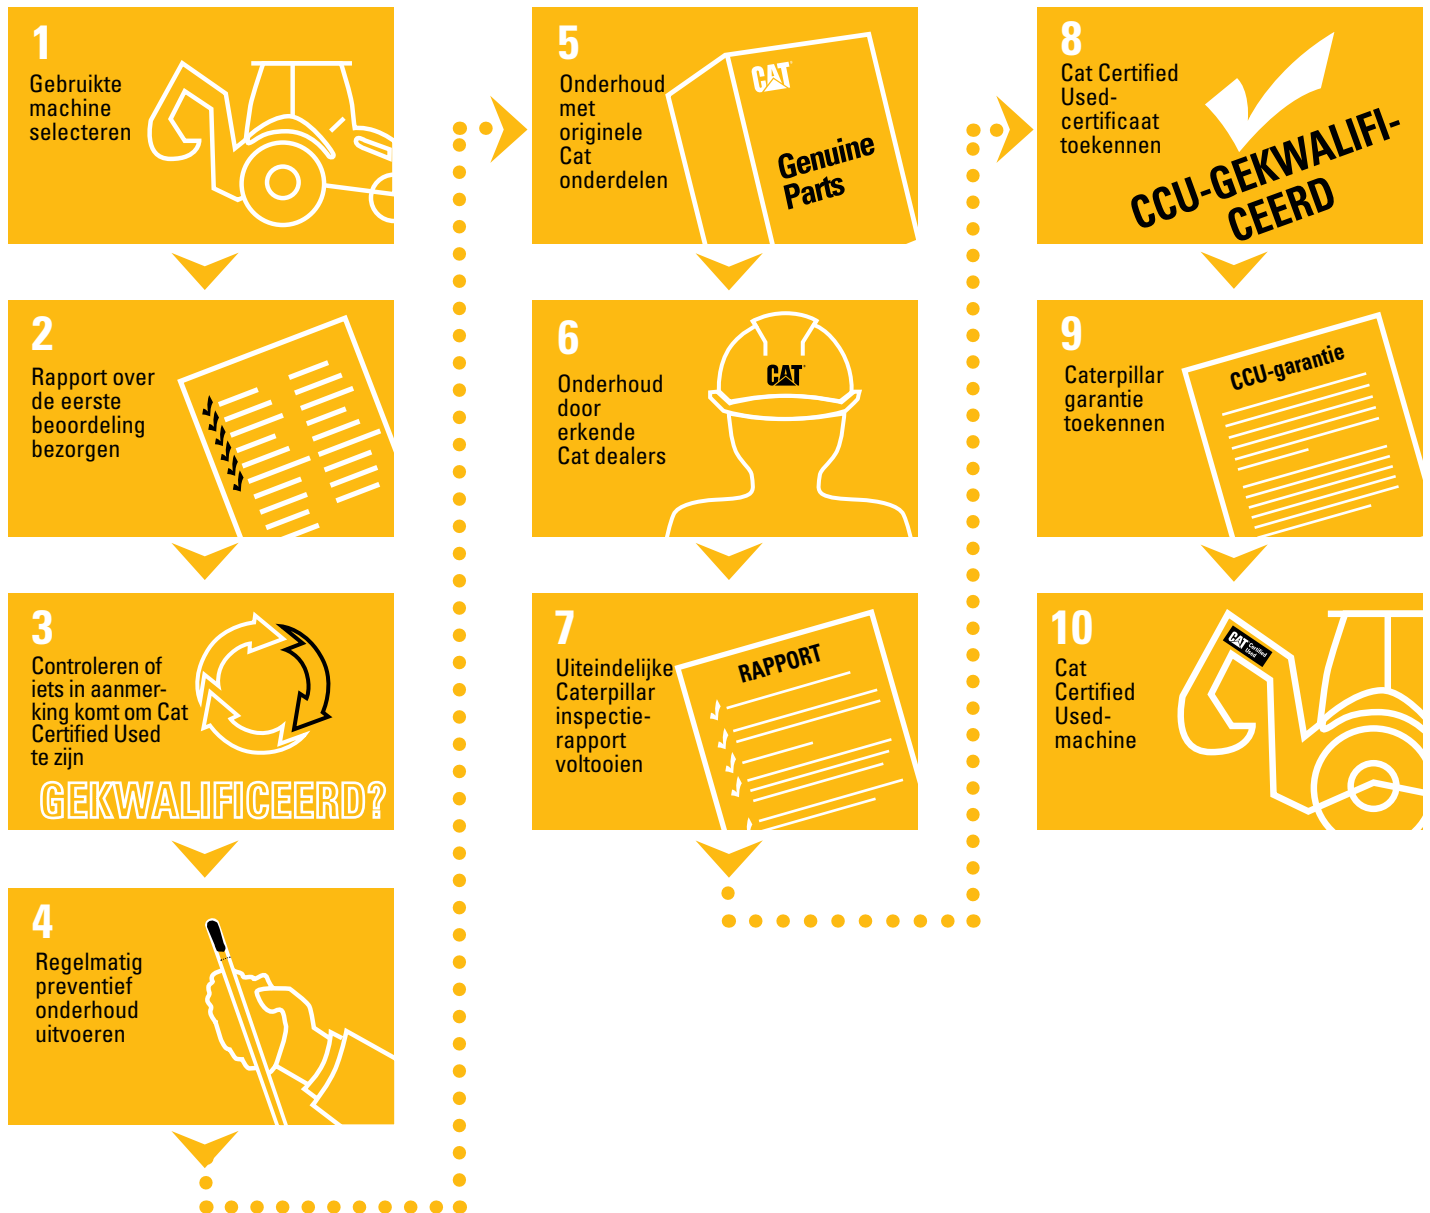 1
Gebruikte
machine
selecteren
2
Rapport over
de eerste
beoordeling
bezorgen
3
Controleren of
iets in aanmer-
king komt om Cat
Certified Used
te zijn
GEKWALIFICEERD?
4
Regelmatig
preventief
onderhoud
uitvoeren
5
Onderhoud
met
originele
Cat
onderdelen
CAT
Genuine
Parts
6
Onderhoud
door
erkende
Cat dealers
CAT
7
Uiteindelijke
Caterpillar
inspectie-
rapport
voltooien
RAPPORT
8
Cat Certified
Used-
certificaat
toekennen
CCU-GEKWALIFI-
CEERD
9
Caterpillar
garantie
toekennen
CCU-garantie
10
Cat
Certified
Used-
machine
CAT Certified
Used